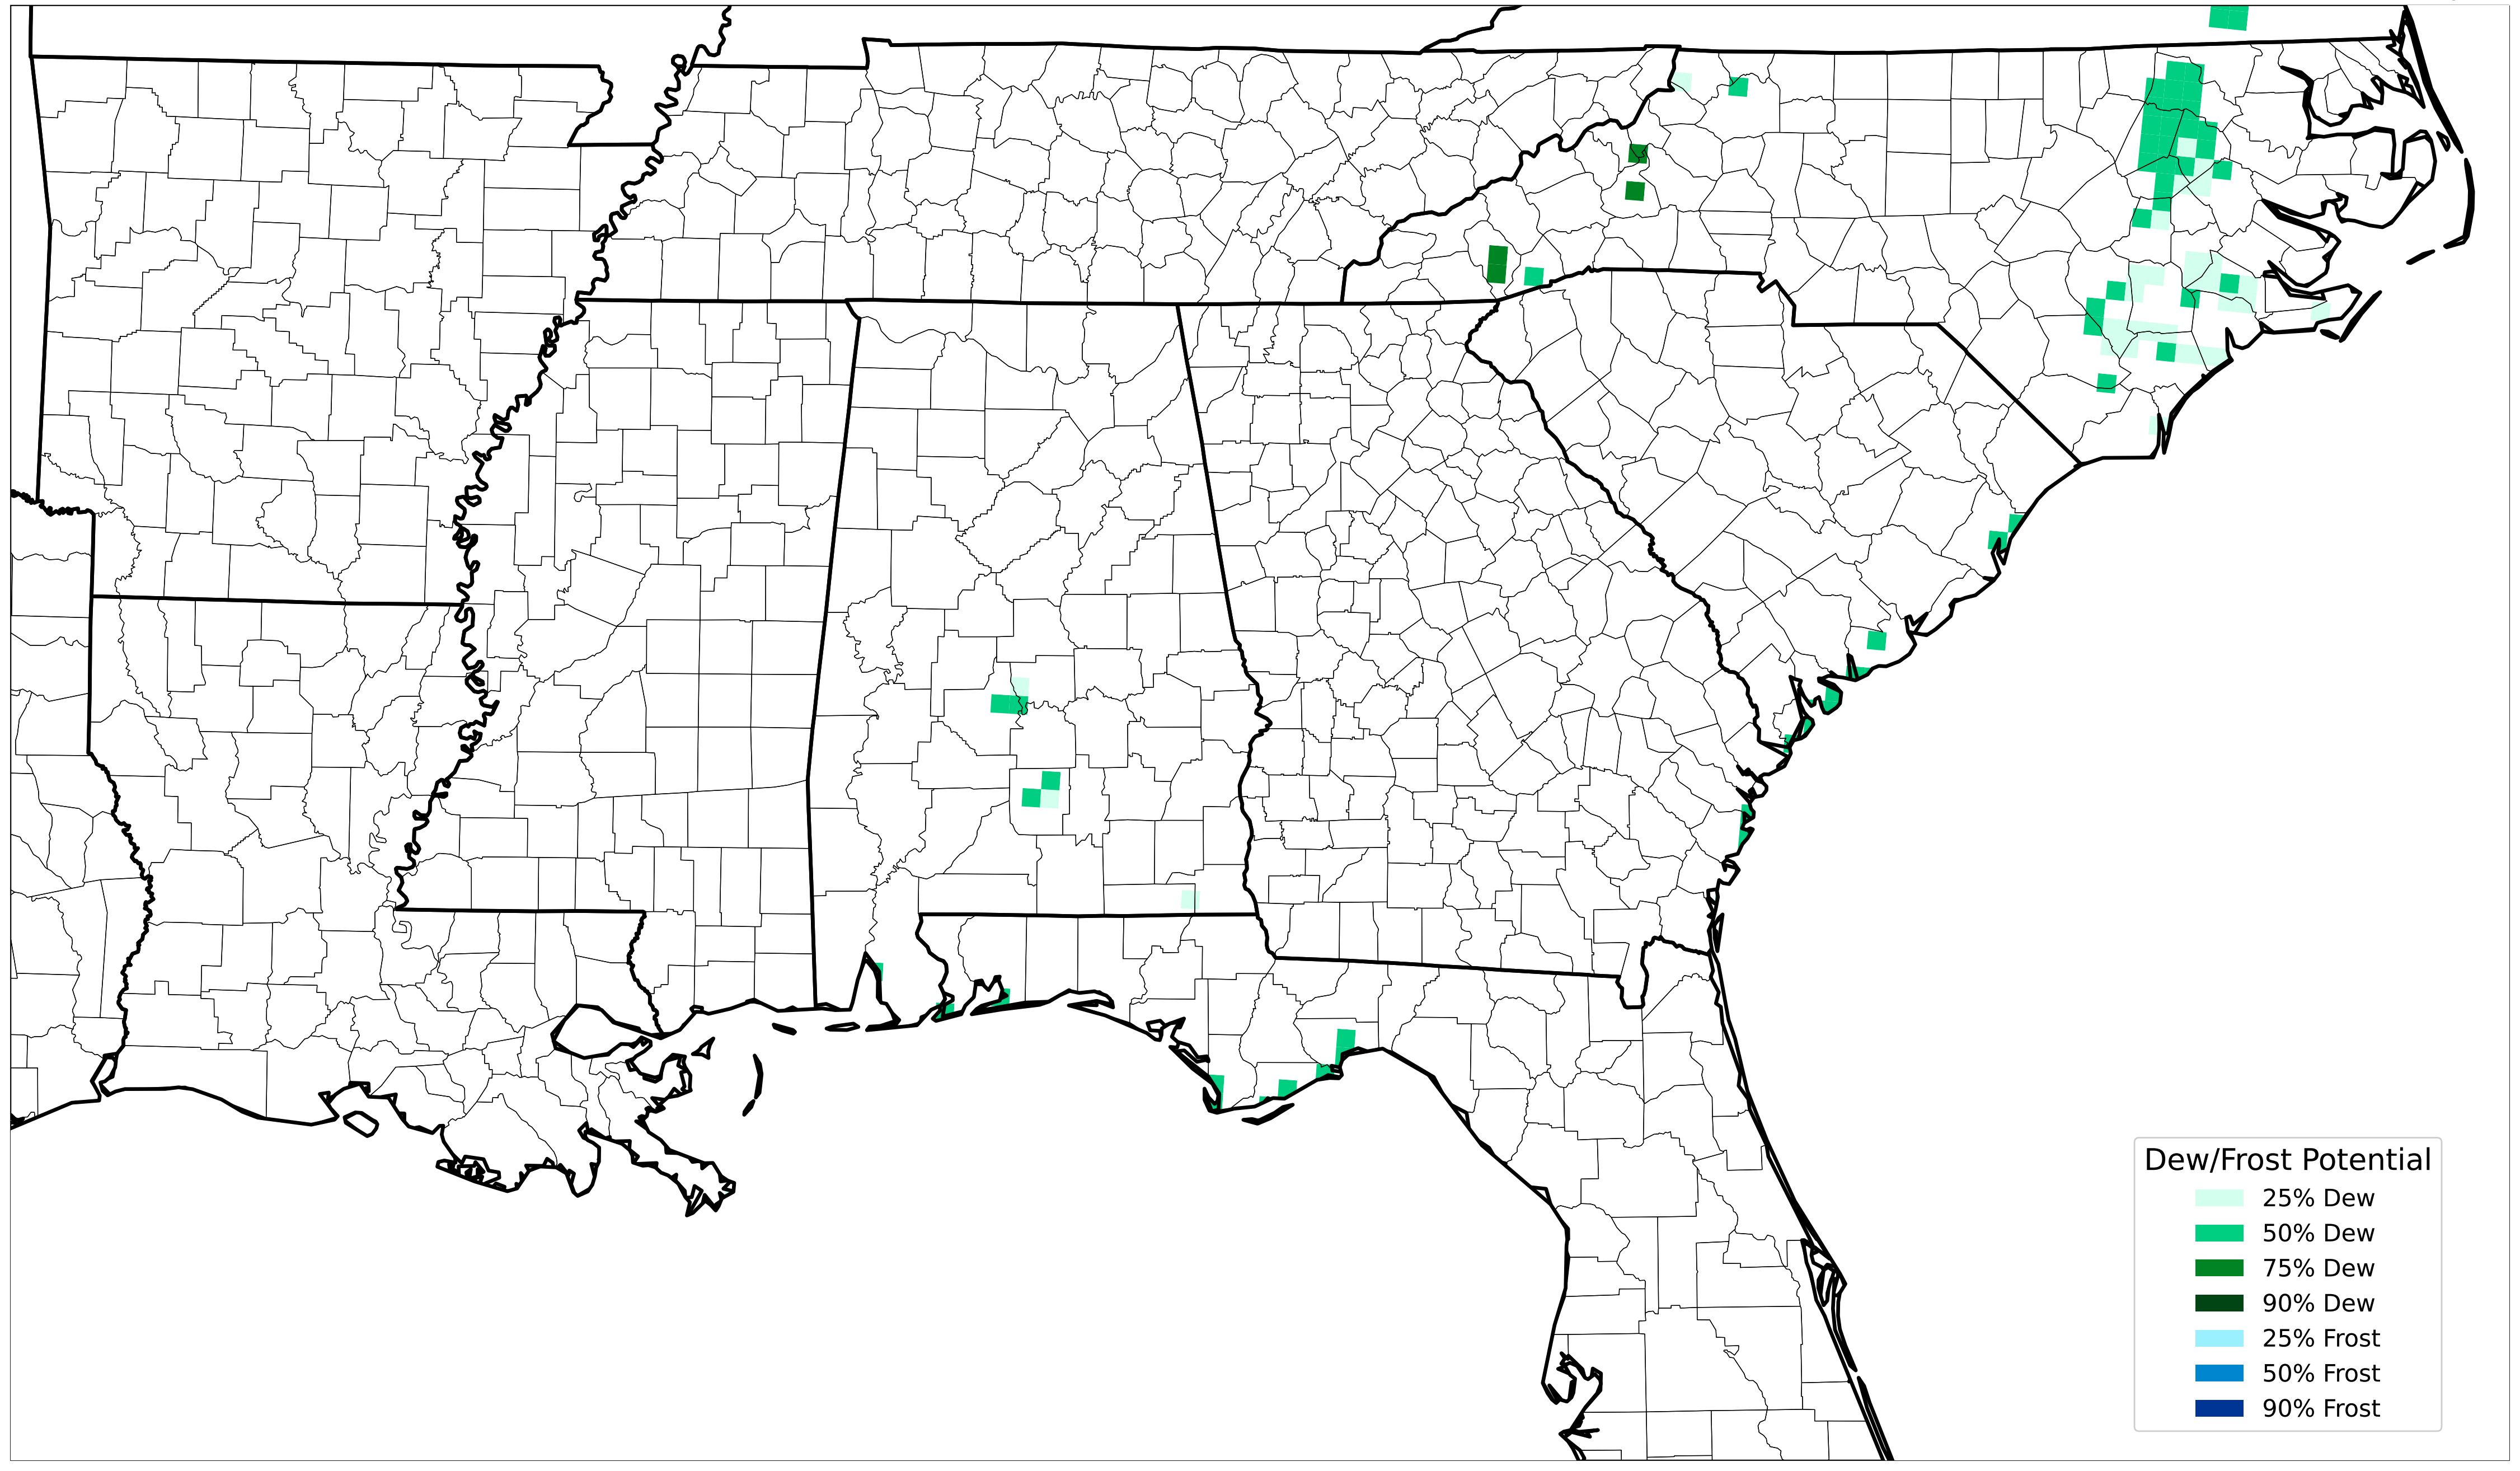 Dew/Frost Potential
25% Dew
50% Dew
75% Dew
90% Dew
25% Frost
50% Frost
90% Frost